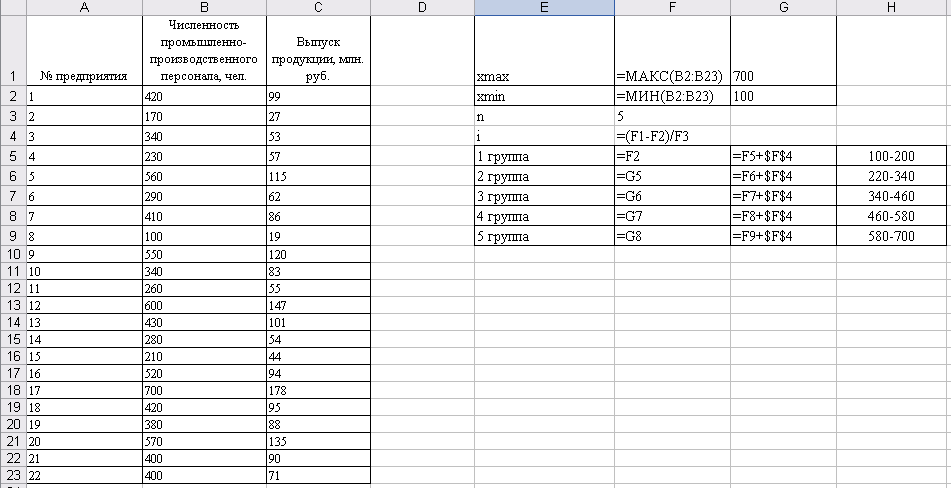 A B C D E F G H
1 № предприятия Численность промышленно-производственного персонала, чел. Выпуск продукции, млн. руб. xmax =МАКС(B2:B23) 700
2 1 420 99 xmin =МИН(B2:B23) 100
3 2 170 27 n 5
4 3 340 53 i =(F1-F2)/F3
5 4 230 57 1 группа =F2 =F5+$F$4 100-200
6 5 560 115 2 группа =G5 =F6+$F$4 220-340
7 6 290 62 3 группа =G6 =F7+$F$4 340-460
8 7 410 86 4 группа =G7 =F8+$F$4 460-580
9 8 100 19 5 группа =G8 =F9+$F$4 580-700
10 9 550 120
11 10 340 83
12 11 260 55
13 12 600 147
14 13 430 101
15 14 280 54
16 15 210 44
17 16 520 94
18 17 700 178
19 18 420 95
20 19 380 88
21 20 570 135
22 21 400 90
23 22 400 71